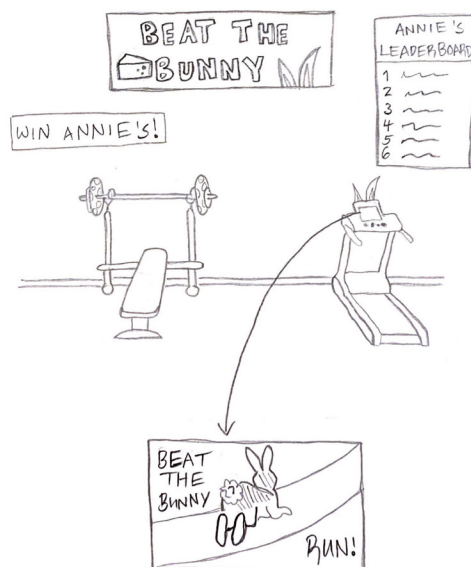 BEAT THE
BUNNY
ANNIE'S
LEADERBOARD
1
2
3
4
5
6
WIN ANNIE'S!
BEAT
THE
BUNNY
RUN!